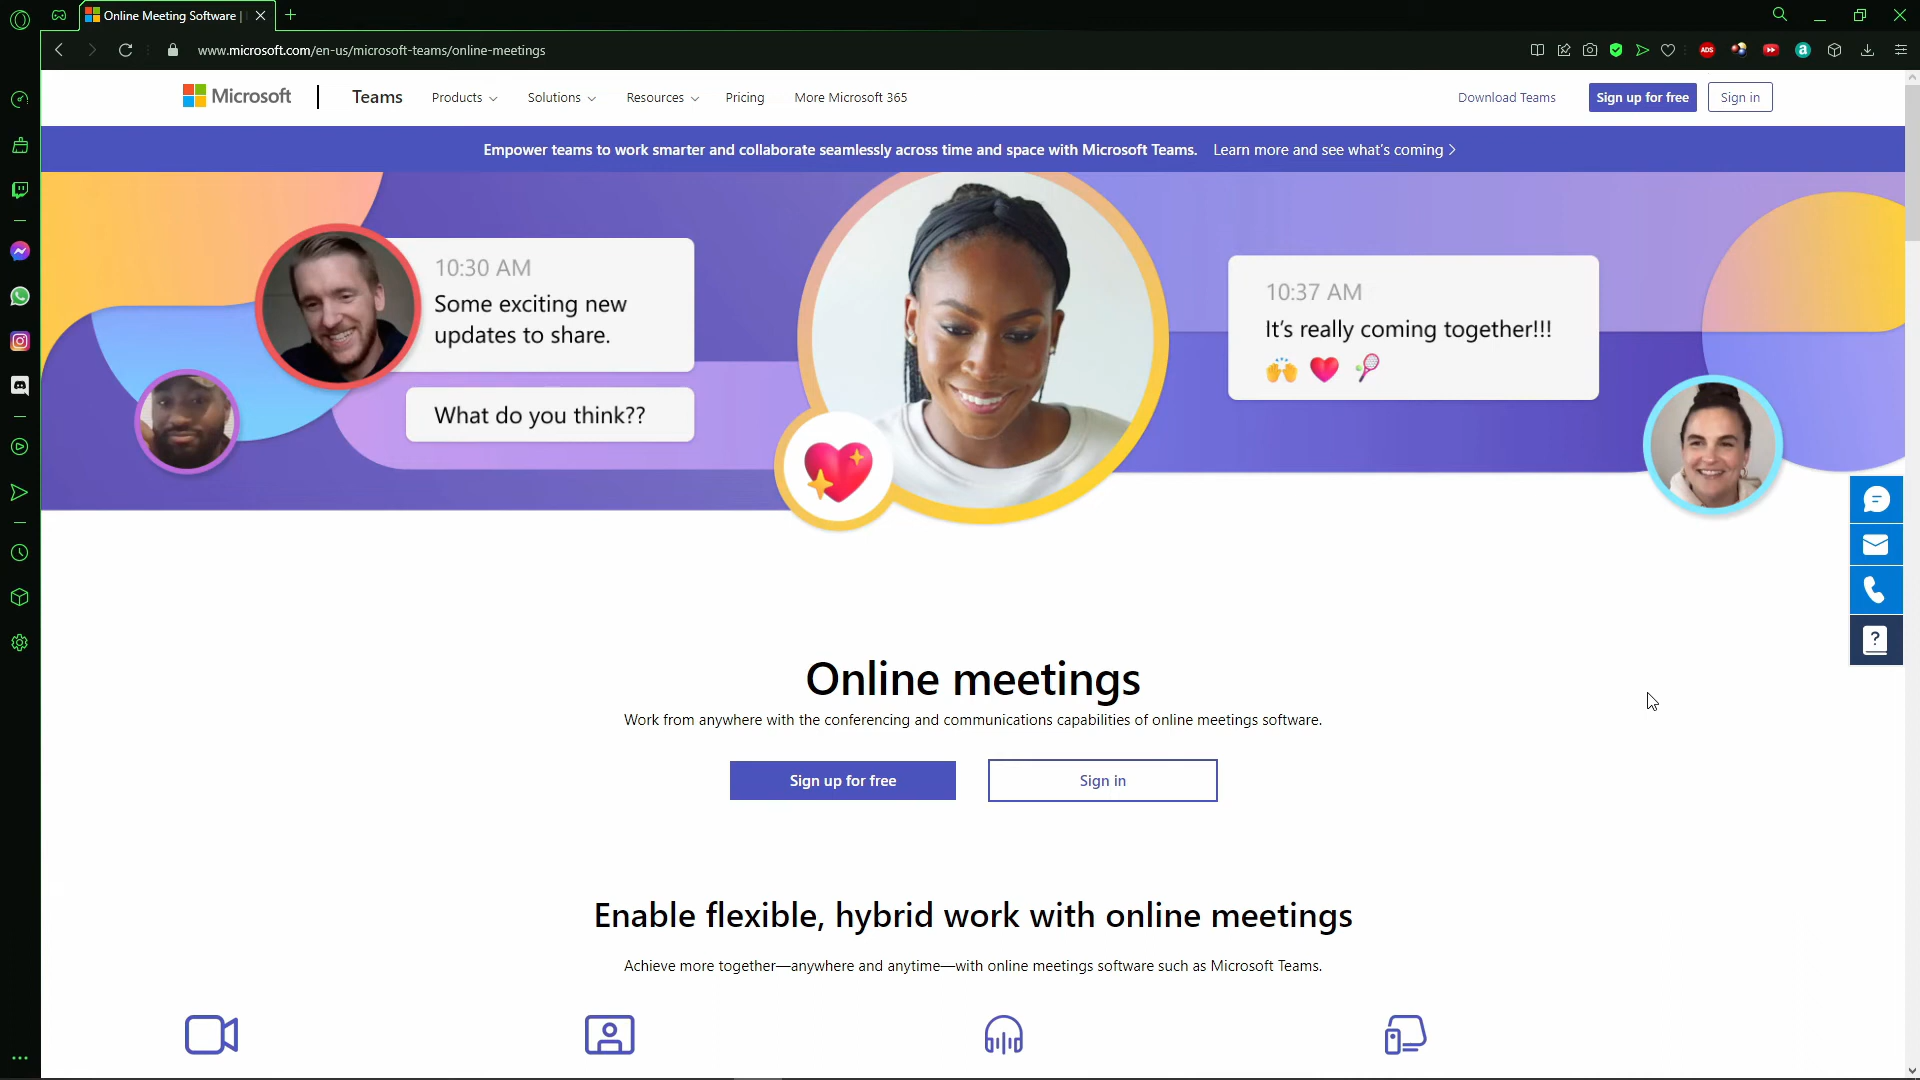 Online Meeting Software |
www.microsoft.com/en-us/microsoft-teams/online-meetings
ADS
a
Microsoft
Teams
Products
Solutions
Resources
Pricing
More Microsoft 365
Download Teams
Sign up for free
Sign in
Empower teams to work smarter and collaborate seamlessly across time and space with Microsoft Teams. Learn more and see what's coming >
10:30 AM
Some exciting new
updates to share.
What do you think??
10:37 AM
It's really coming together!!!
🙌 ❤️ 🎾
?
Online meetings
Work from anywhere with the conferencing and communications capabilities of online meetings software.
Sign up for free
Sign in
Enable flexible, hybrid work with online meetings
Achieve more together—anywhere and anytime—with online meetings software such as Microsoft Teams.